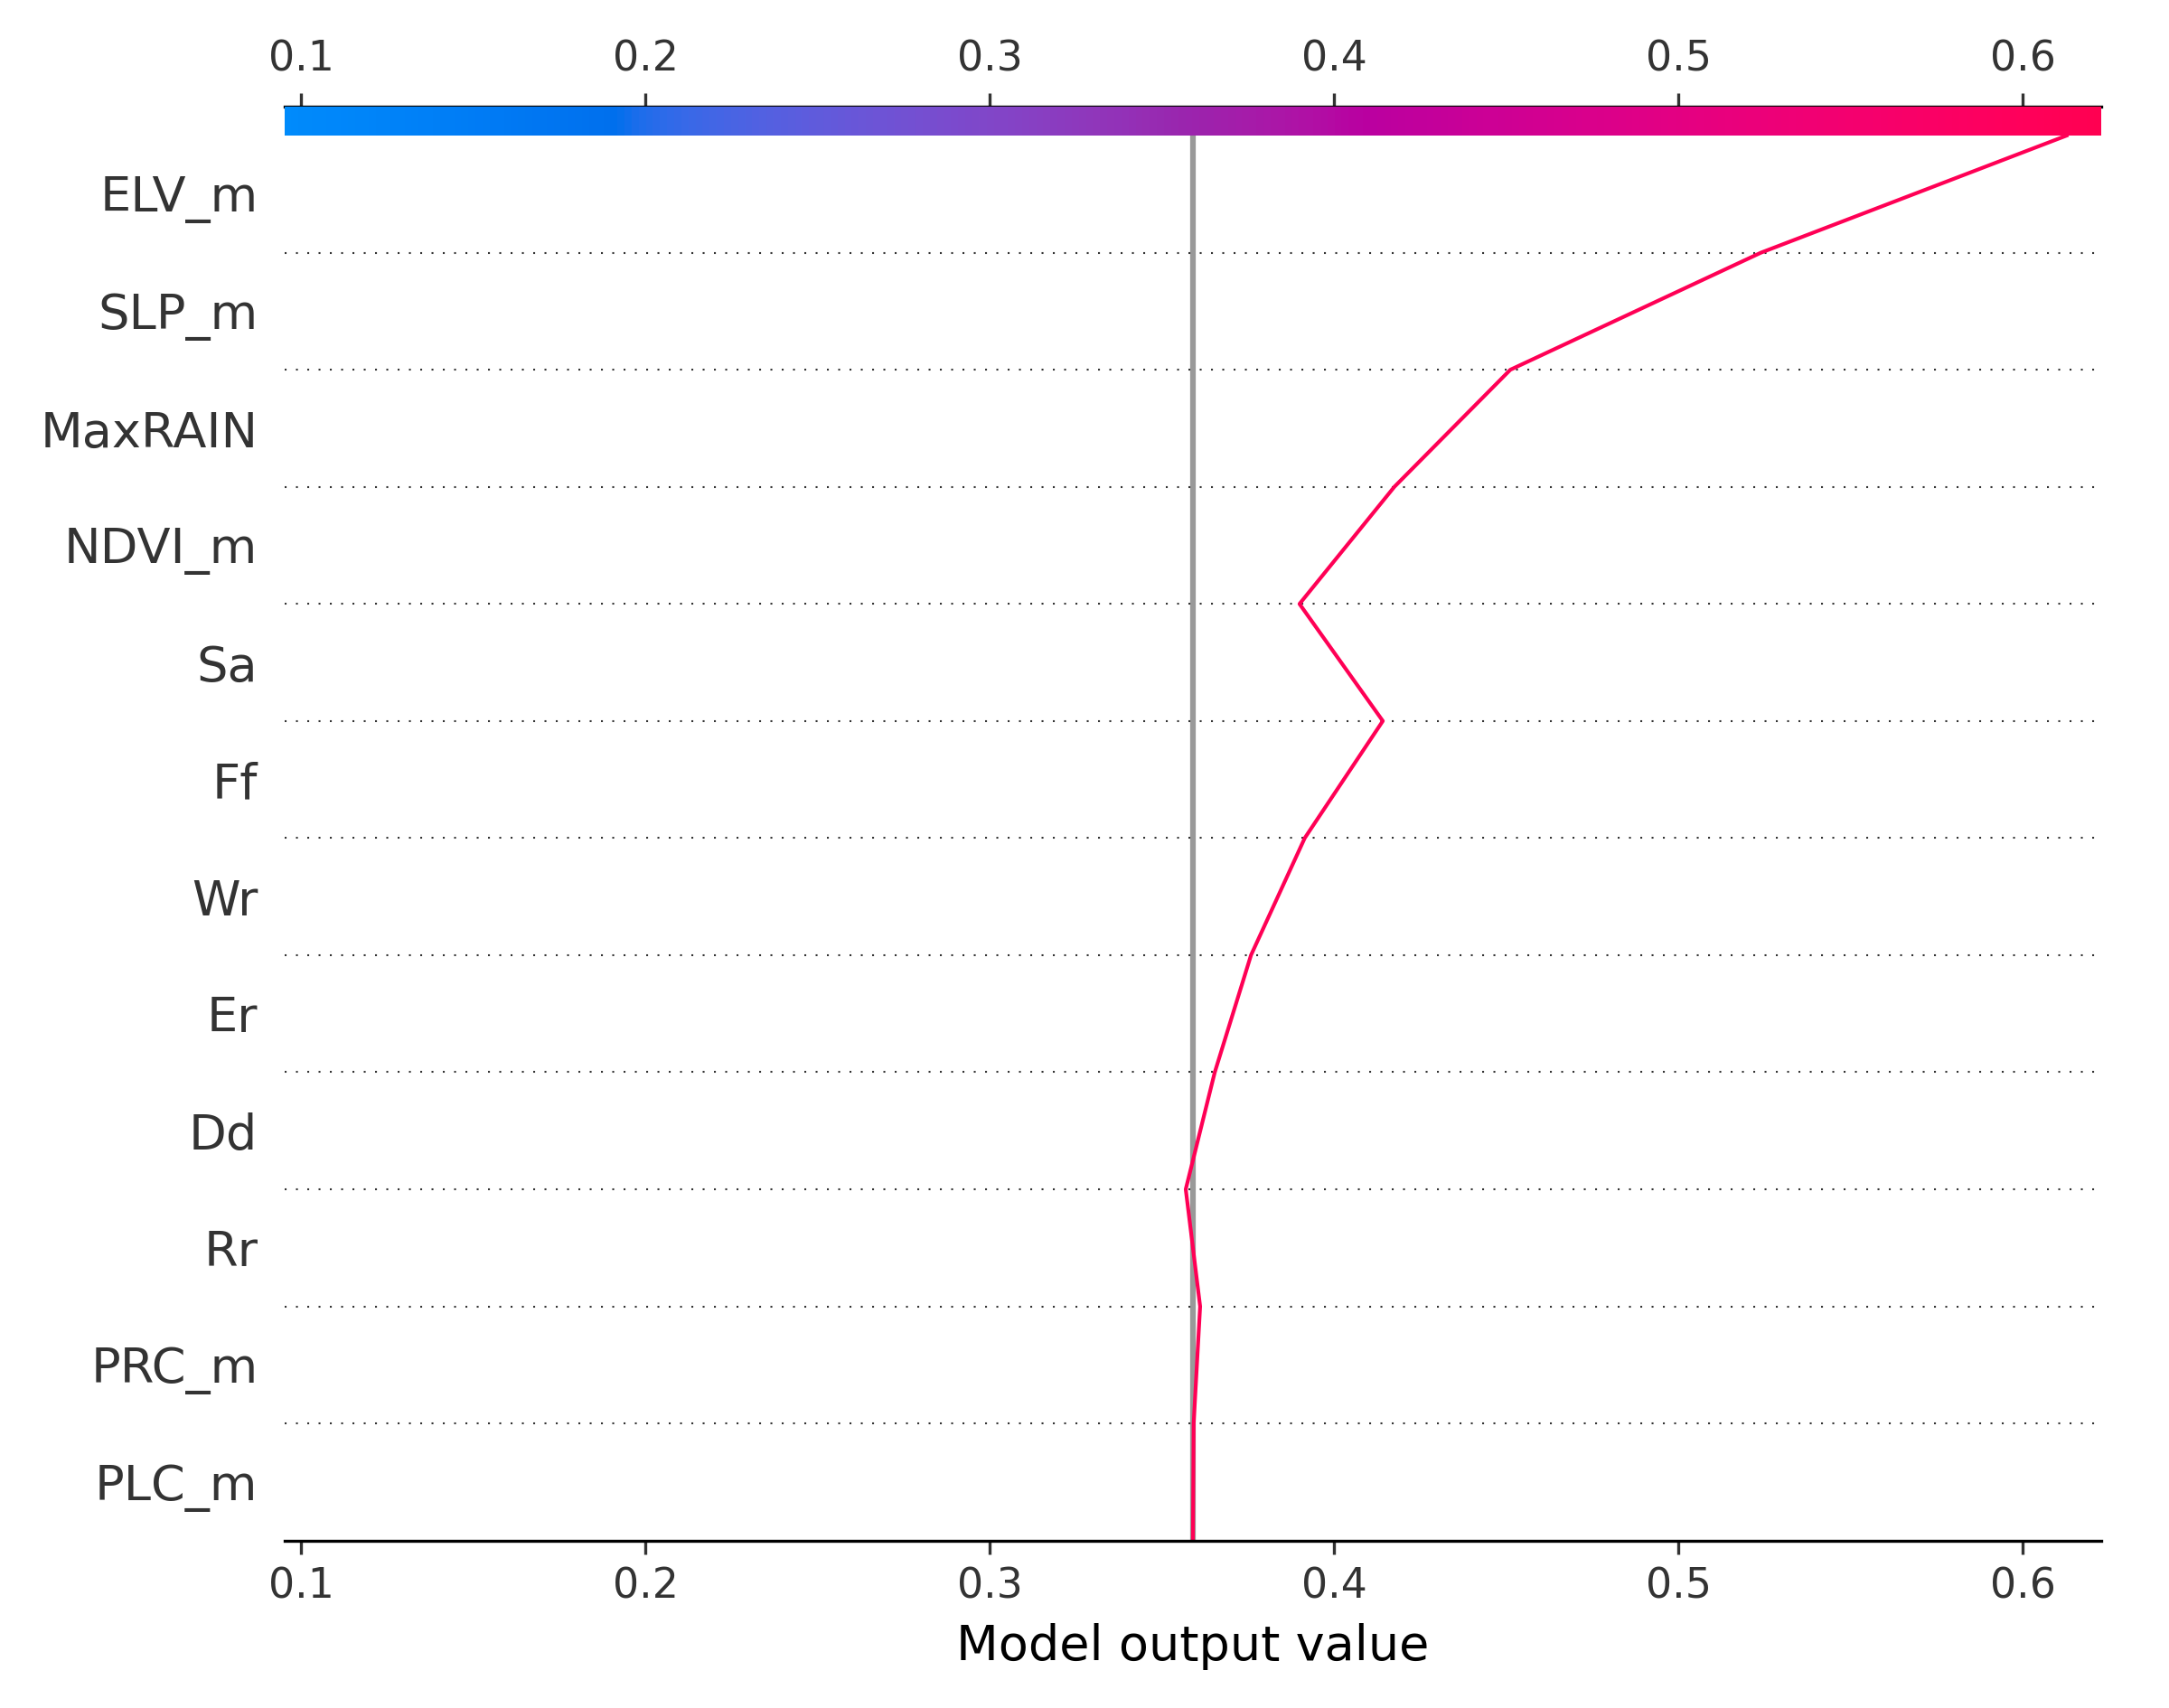 0.1 0.2 0.3 0.4 0.5 0.6
ELV_m
SLP_m
MaxRAIN
NDVI_m
Sa
Ff
Wr
Er
Dd
Rr
PRC_m
PLC_m
0.1 0.2 0.3 0.4 0.5 0.6
Model output value